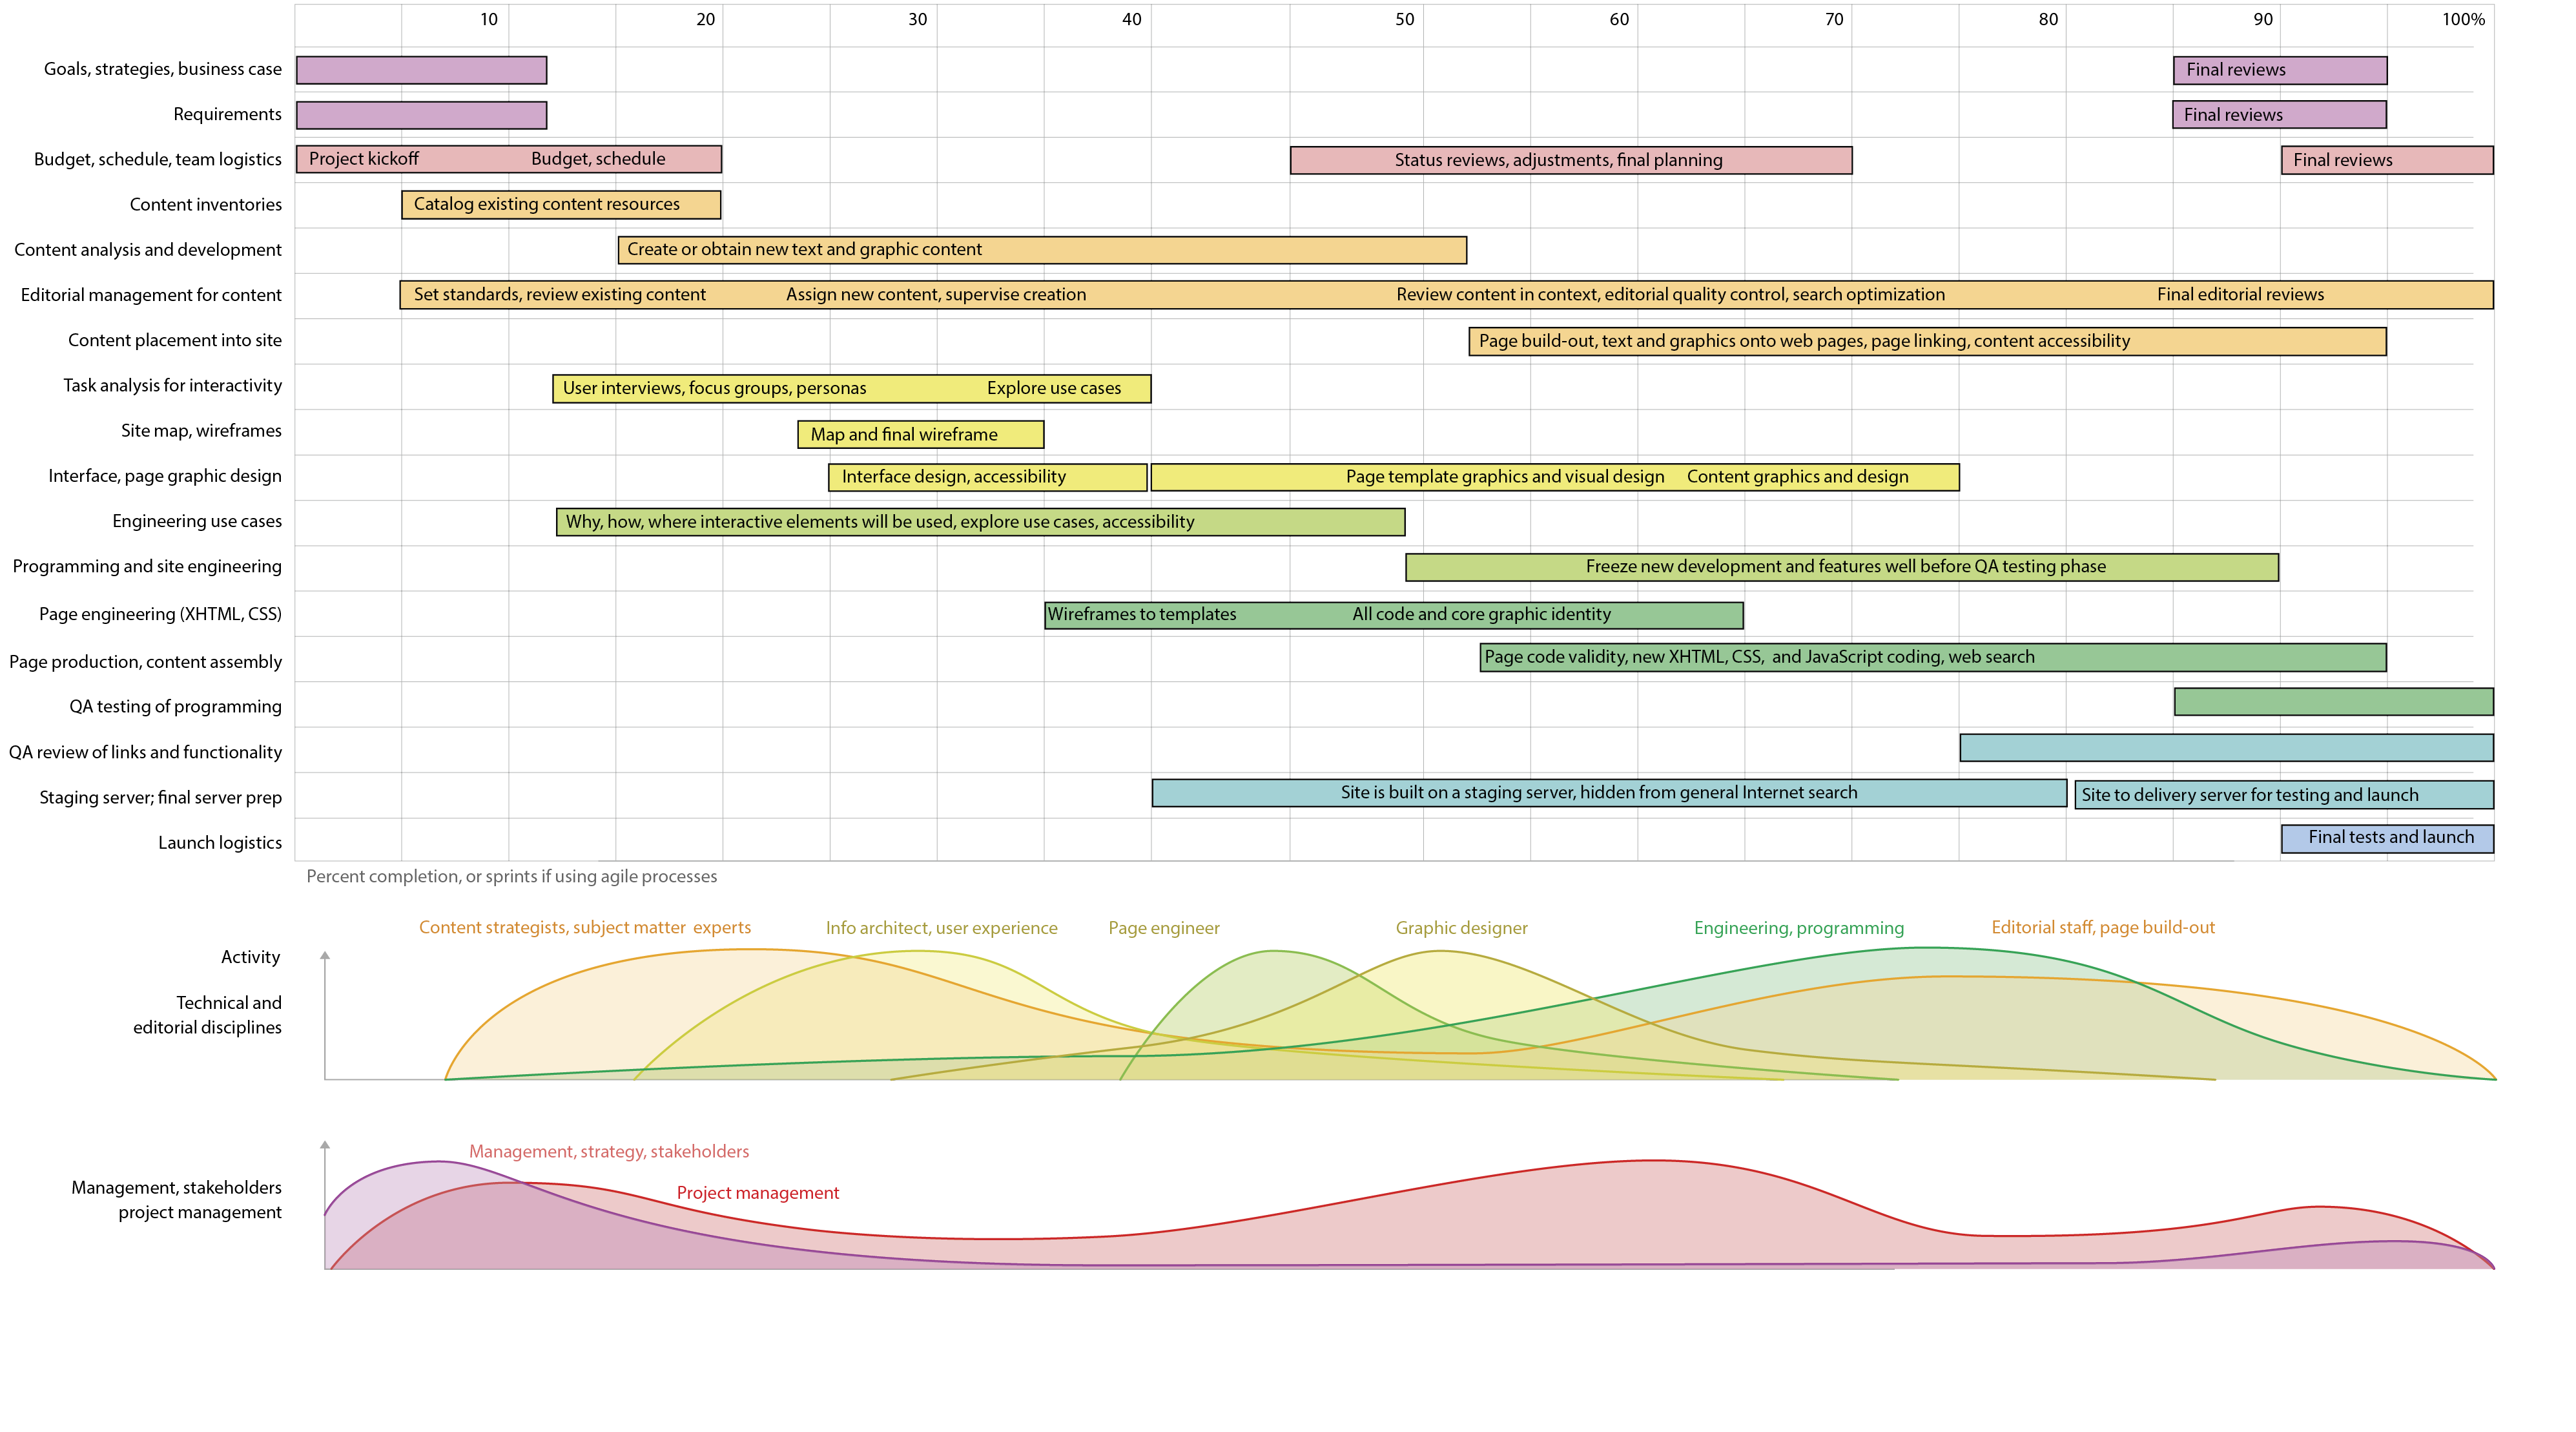 10 20 30 40 50 60 70 80 90 100%
Goals, strategies, business case Final reviews
Requirements Final reviews
Budget, schedule, team logistics Project kickoff Budget, schedule Status reviews, adjustments, final planning Final reviews
Content inventories Catalog existing content resources
Content analysis and development Create or obtain new text and graphic content
Editorial management for content Set standards, review existing content Assign new content, supervise creation Review content in context, editorial quality control, search optimization Final editorial reviews
Content placement into site Page build-out, text and graphics onto web pages, page linking, content accessibility
Task analysis for interactivity User interviews, focus groups, personas Explore use cases
Site map, wireframes Map and final wireframe
Interface, page graphic design Interface design, accessibility Page template graphics and visual design Content graphics and design
Engineering use cases Why, how, where interactive elements will be used, explore use cases, accessibility
Programming and site engineering Freeze new development and features well before QA testing phase
Page engineering (XHTML, CSS) Wireframes to templates All code and core graphic identity
Page production, content assembly Page code validity, new XHTML, CSS, and JavaScript coding, web search
QA testing of programming
QA review of links and functionality
Staging server; final server prep Site is built on a staging server, hidden from general Internet search Site to delivery server for testing and launch
Launch logistics Final tests and launch
Percent completion, or sprints if using agile processes
Content strategists, subject matter experts Info architect, user experience Page engineer Graphic designer Engineering, programming Editorial staff, page build-out
Activity
Technical and
editorial disciplines
Management, strategy, stakeholders
Project management
Management, stakeholders
project management